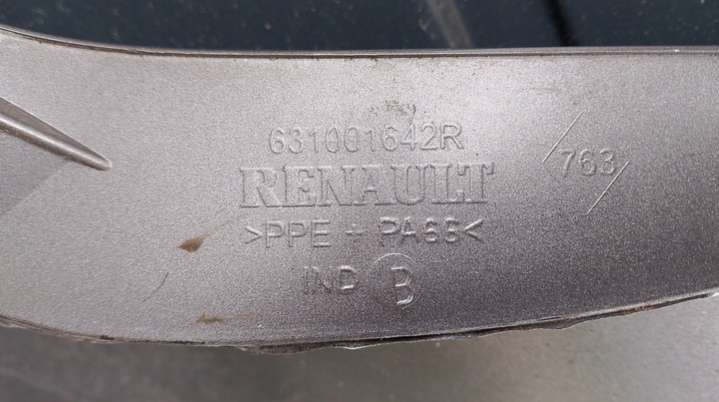 631001642R
RENAULT
/763/
>PPE + PA66<
IND B